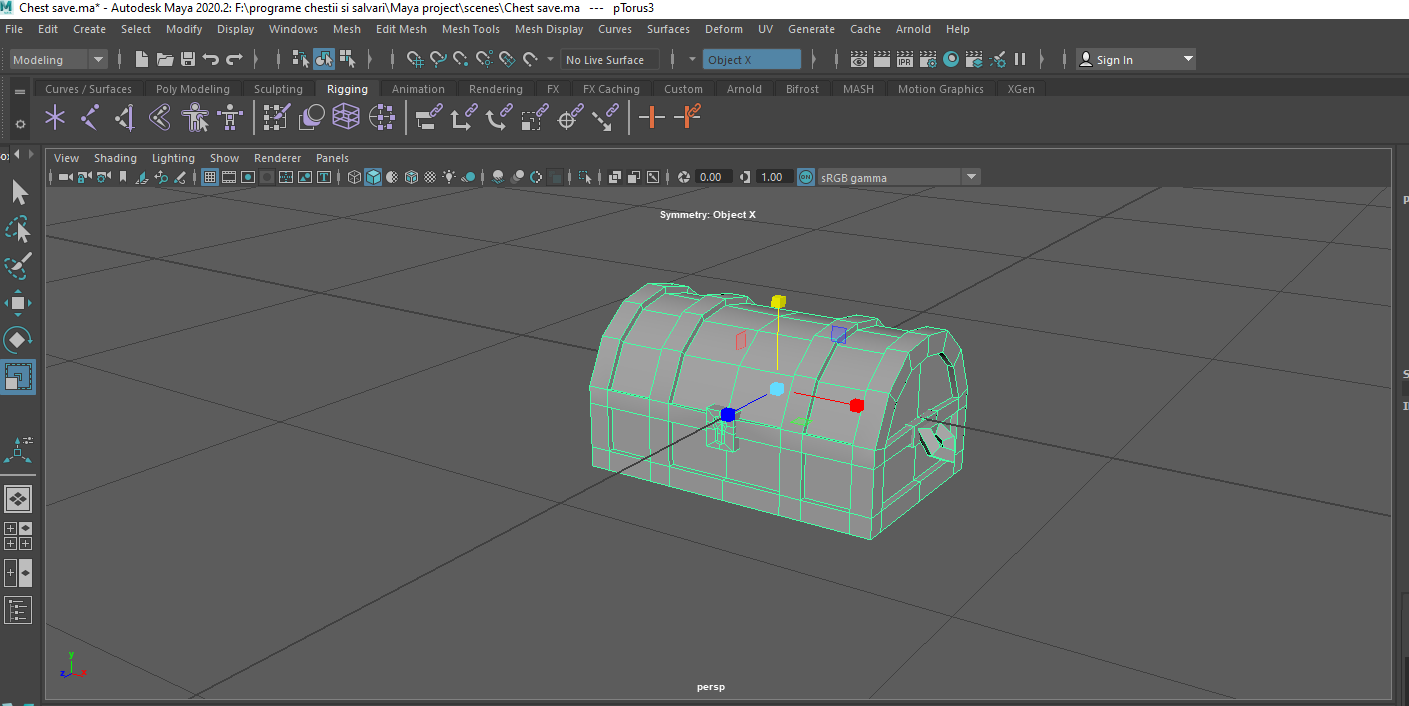 Chest save.ma* - Autodesk Maya 2020.2: F:\programe chestii si salvari\Maya project\scenes\Chest save.ma --- pTorus3
File Edit Create Select Modify Display Windows Mesh Edit Mesh Mesh Tools Mesh Display Curves Surfaces Deform UV Generate Cache Arnold Help
Modeling No Live Surface Object X IPR Sign In
Curves / Surfaces Poly Modeling Sculpting Rigging Animation Rendering FX FX Caching Custom Arnold Bifrost MASH Motion Graphics XGen
View Shading Lighting Show Renderer Panels
0.00 1.00 ON sRGB gamma
Symmetry: Object X
y
z x
persp